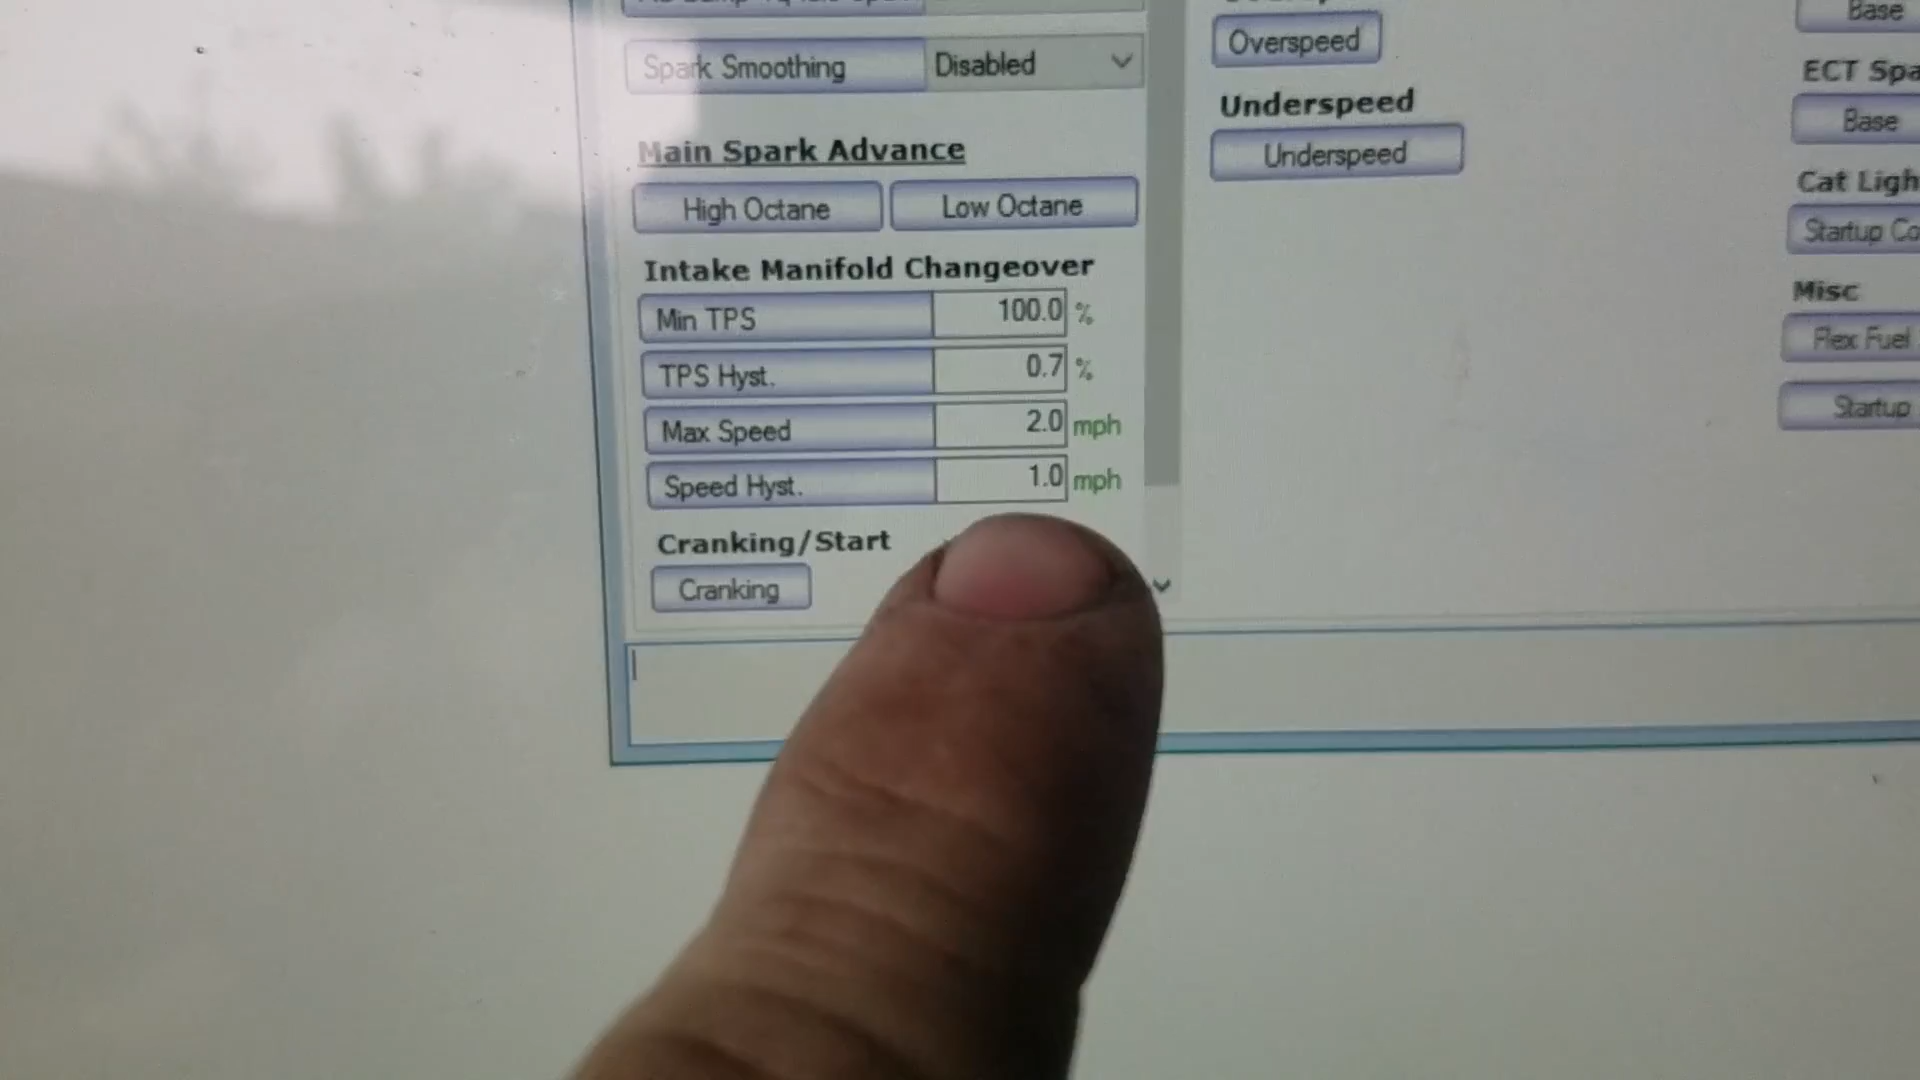 Spark Smoothing Disabled
Main Spark Advance
High Octane Low Octane
Intake Manifold Changeover
Min TPS 100.0 %
TPS Hyst. 0.7 %
Max Speed 2.0 mph
Speed Hyst. 1.0 mph
Cranking/Start
Cranking
Overspeed
Underspeed
Underspeed
Base
ECT Spa
Base
Cat Ligh
Startup Co
Misc
Flex Fuel
Startup